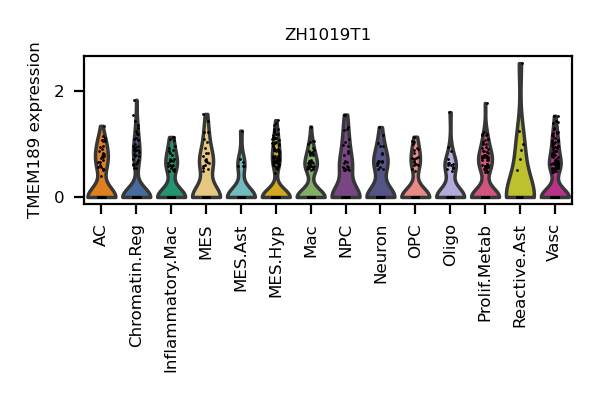 ZH1019T1
TMEM189 expression
2
0
AC
Chromatin.Reg
Inflammatory.Mac
MES
MES.Ast
MES.Hyp
Mac
NPC
Neuron
OPC
Oligo
Prolif.Metab
Reactive.Ast
Vasc